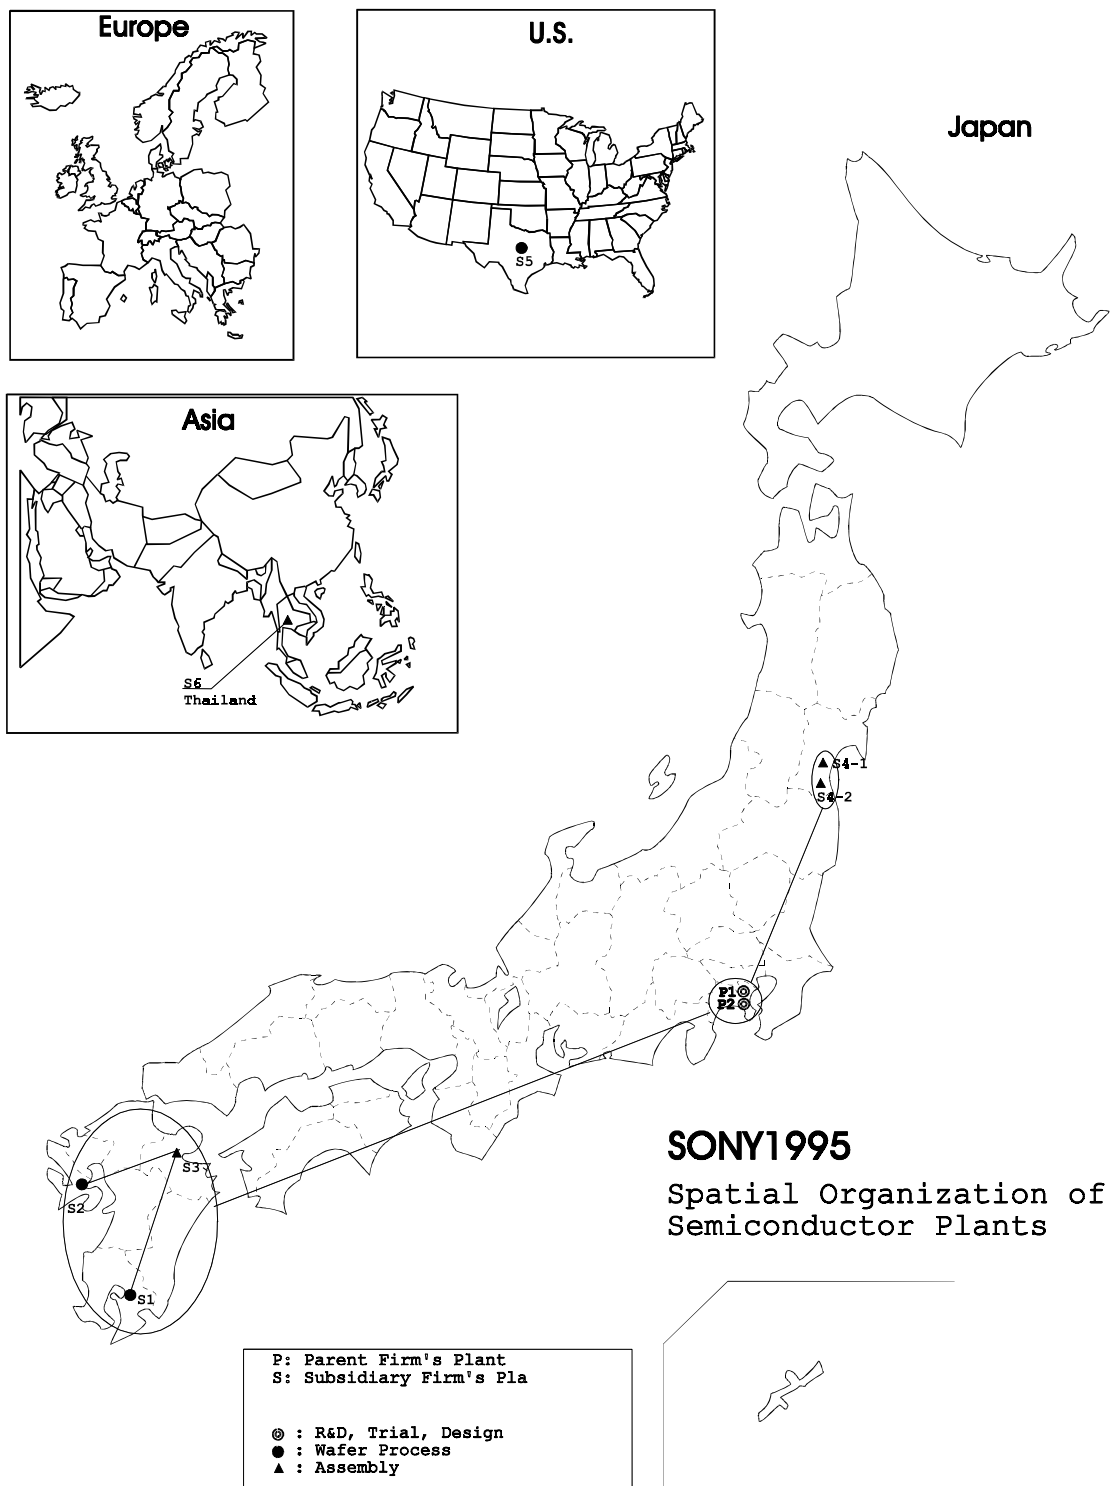 Europe
U.S.
Japan
S5
Asia
S6
Thailand
S4-1
S4-2
P1
P2
SONY1995
Spatial Organization of
Semiconductor Plants
S3
S2
S1
P: Parent Firm's Plant
S: Subsidiary Firm's Pla
◎ : R&D, Trial, Design
● : Wafer Process
▲ : Assembly